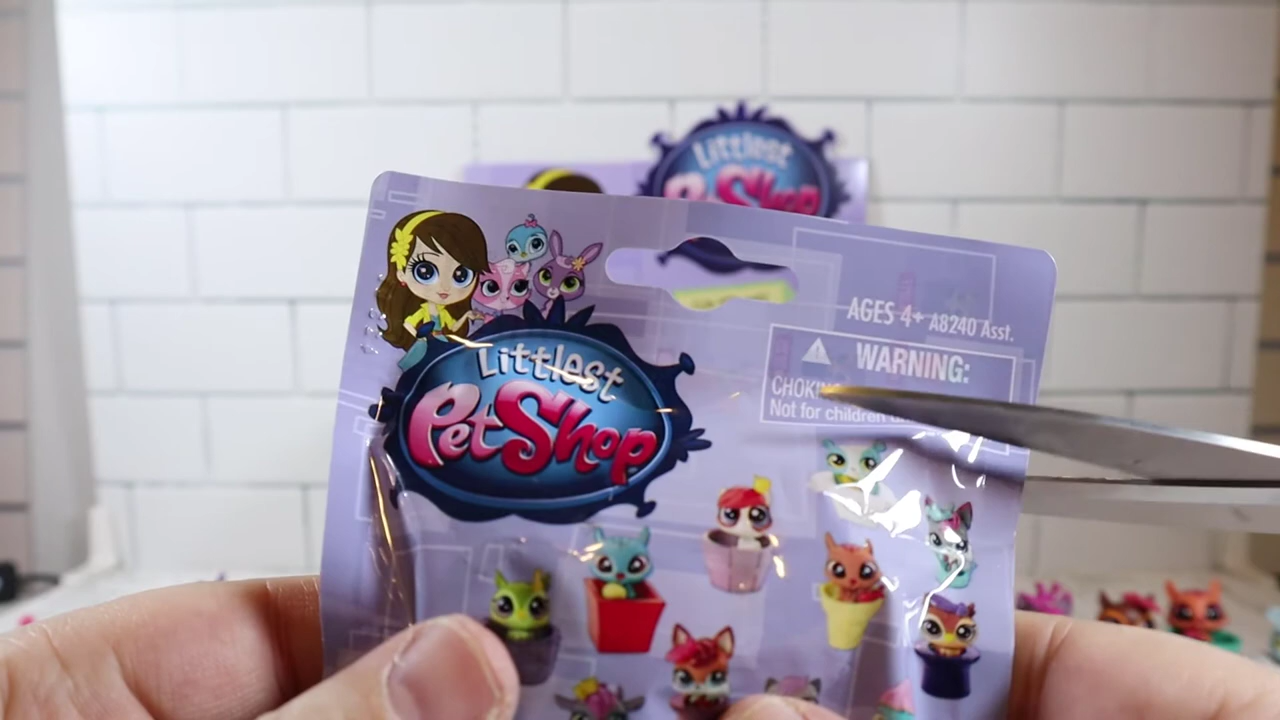 Littlest
PetShop
AGES 4+ A8240 Asst.
WARNING:
CHOKIN
Not for children
Littlest
PetShop